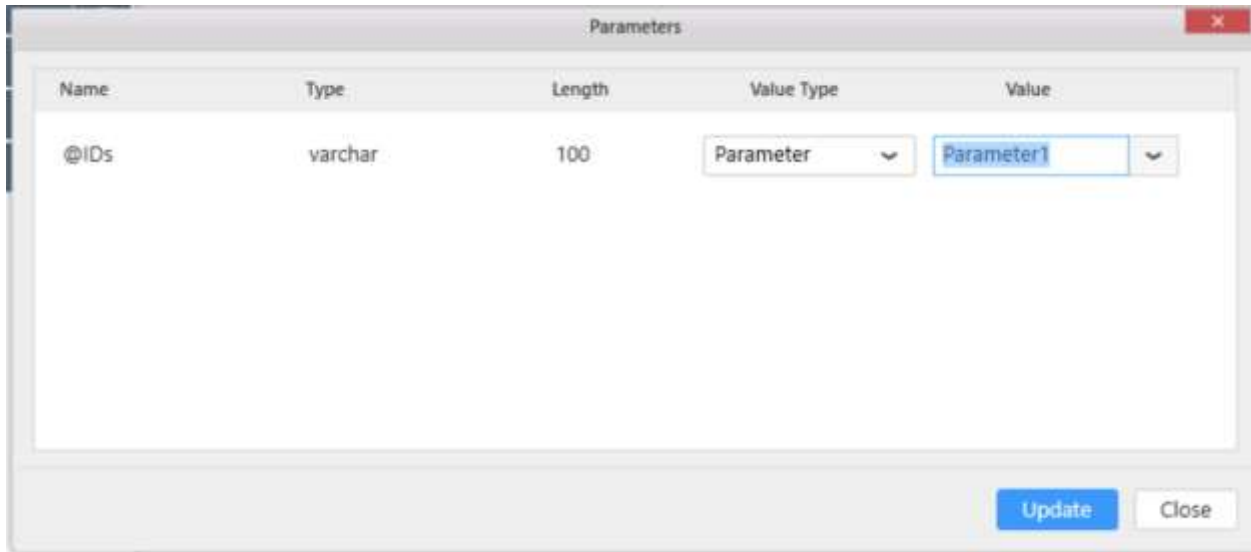 Parameters
Name Type Length Value Type Value
@IDs varchar 100 Parameter Parameter1
Update Close